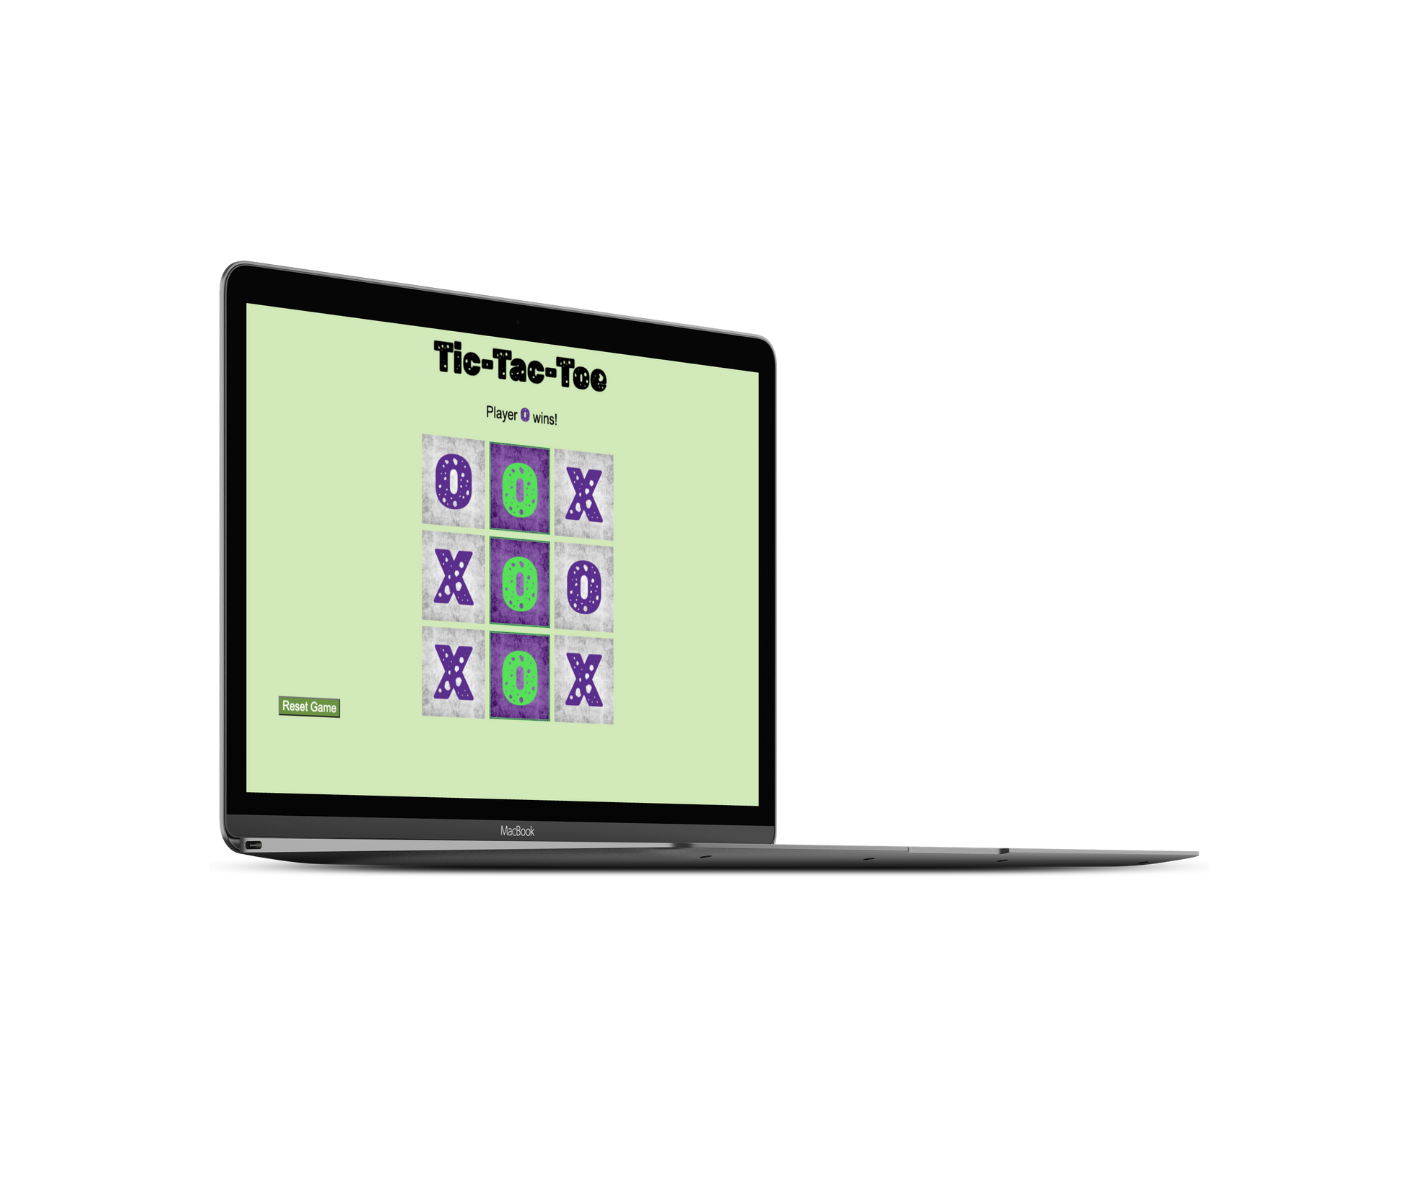 Tic-Tac-Toe
Player O wins!
O O X
X O O
X O X
Reset Game
MacBook